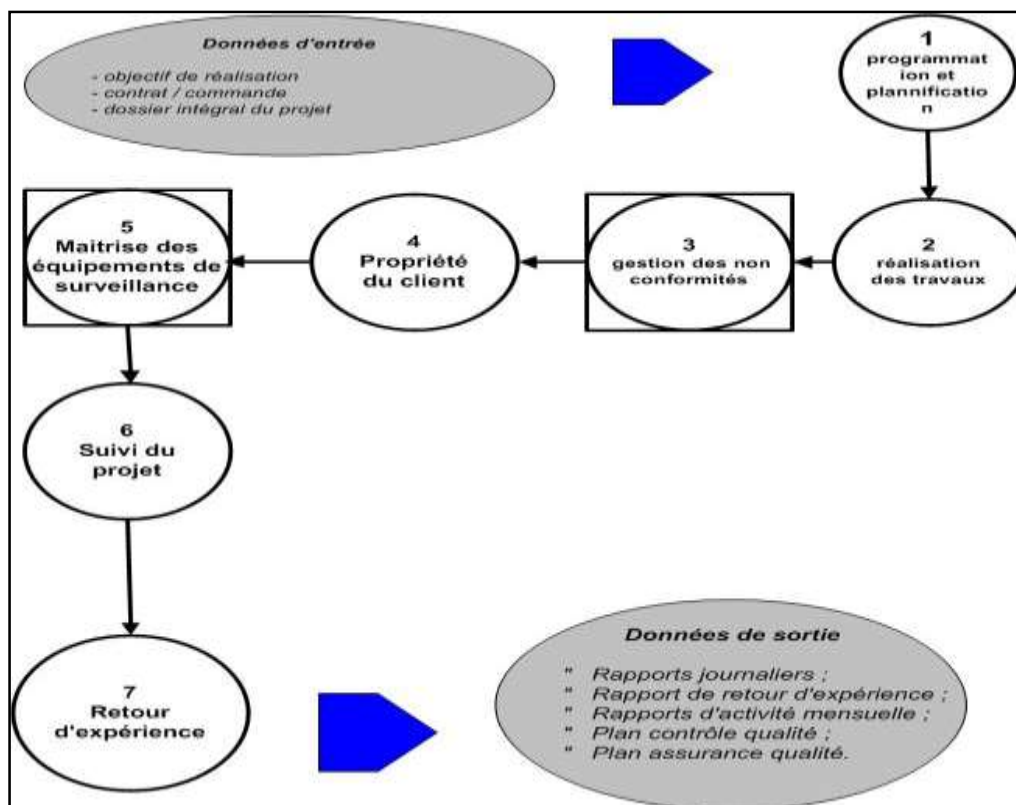 Données d'entrée
- objectif de réalisation
- contrat / commande
- dossier intégral du projet
1
programmat
ion et
plannificatio
n
2
réalisation
des travaux
3
gestion des non
conformités
4
Propriété
du client
5
Maitrise des
équipements de
surveillance
6
Suivi du
projet
7
Retour
d'expérience
Données de sortie
" Rapports journaliers ;
" Rapport de retour d'expérience ;
" Rapports d'activité mensuelle ;
" Plan contrôle qualité ;
" Plan assurance qualité.